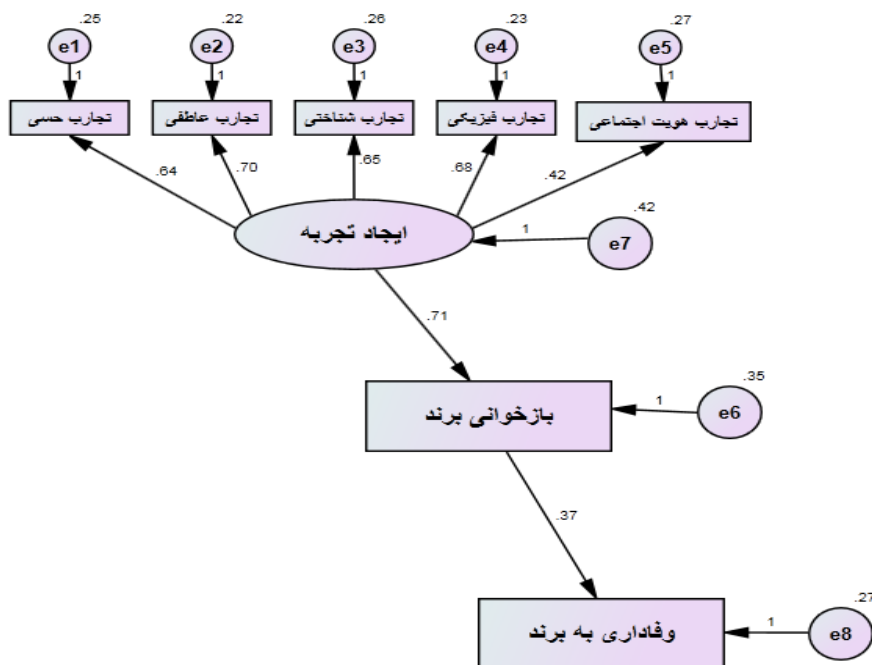 .25
.22
.26
.23
.27
e1
e2
e3
e4
e5
1
1
1
1
1
تجارب حسی
تجارب عاطفی
تجارب شناختی
تجارب فیزیکی
تجارب هویت اجتماعی
.64
.70
.65
.68
.42
ایجاد تجربه
1
.42
e7
.71
بازخوانی برند
1
.35
e6
.37
وفاداری به برند
1
.27
e8